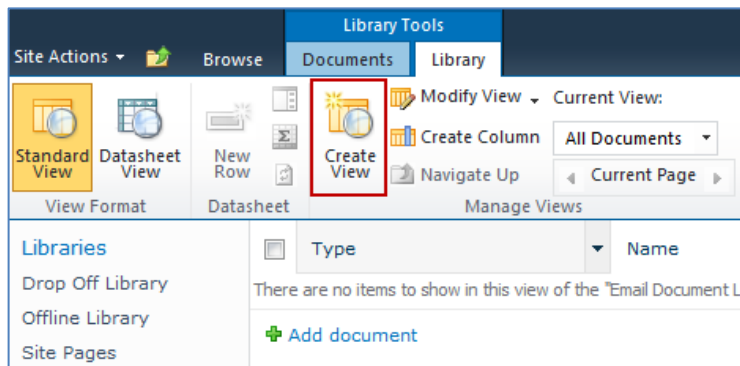 Library Tools
Site Actions Browse Documents Library
Standard View
Datasheet View
New Row
Create View
Modify View
Create Column
Navigate Up
Current View:
All Documents
Current Page
View Format Datasheet Manage Views
Libraries
Drop Off Library
Offline Library
Site Pages
Type Name
There are no items to show in this view of the "Email Document L
Add document